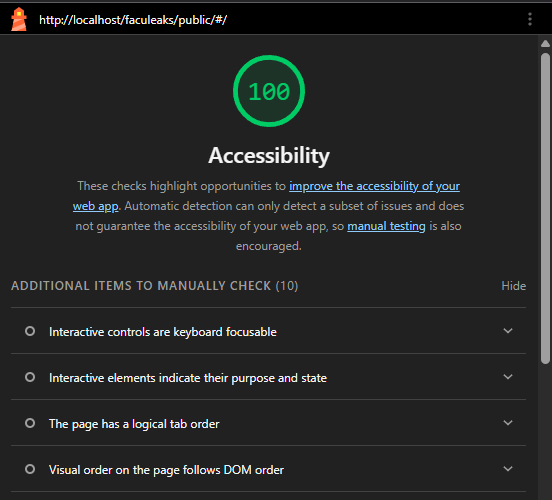 http://localhost/faculeaks/public/#/
100
Accessibility
These checks highlight opportunities to improve the accessibility of your
web app. Automatic detection can only detect a subset of issues and does
not guarantee the accessibility of your web app, so manual testing is also
encouraged.
ADDITIONAL ITEMS TO MANUALLY CHECK (10) Hide
Interactive controls are keyboard focusable
Interactive elements indicate their purpose and state
The page has a logical tab order
Visual order on the page follows DOM order